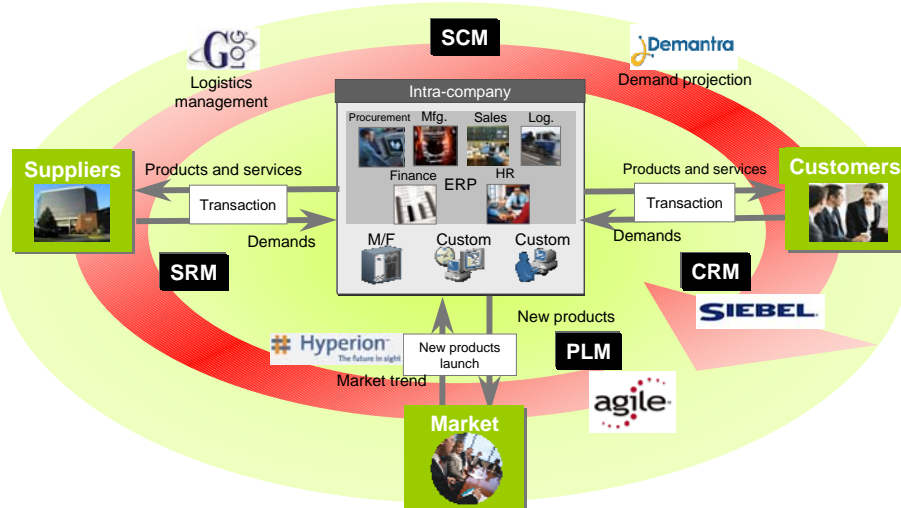 SCM
G
LOG
Logistics
management
Demantra
Demand projection
Intra-company
Procurement
Mfg.
Sales
Log.
Finance
ERP
HR
M/F
Custom
Custom
Suppliers
Products and services
Transaction
Demands
Customers
Products and services
Transaction
Demands
SRM
CRM
SIEBEL
Hyperion
The future in sight
Market trend
New products
launch
New products
PLM
agile
Market